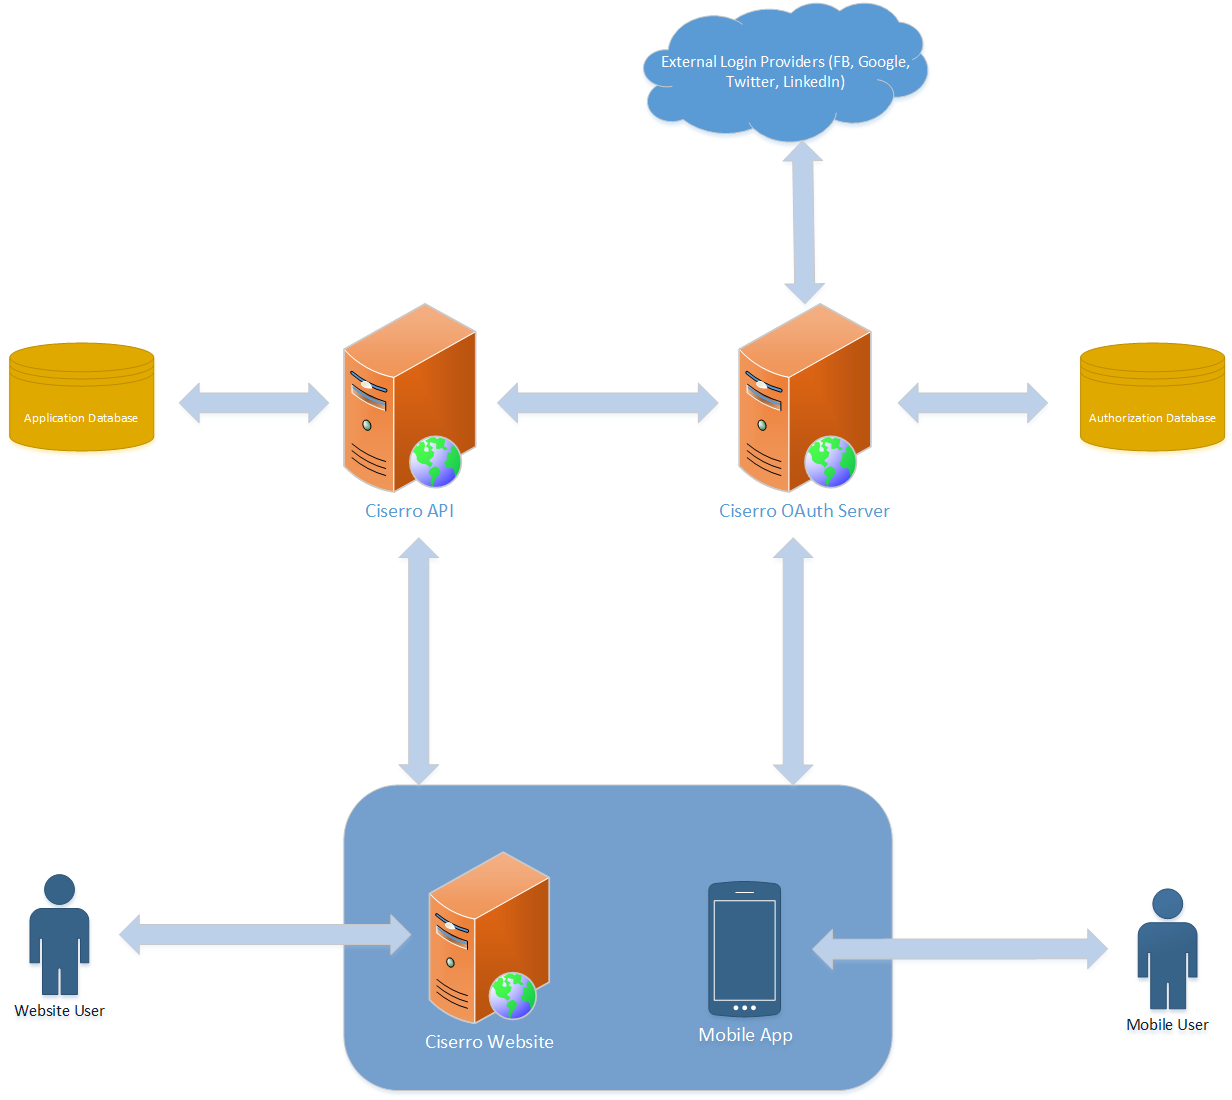 External Login Providers (FB, Google,
Twitter, LinkedIn)
Application Database
Authorization Database
Ciserro API
Ciserro OAuth Server
Website User
Ciserro Website
Mobile App
Mobile User